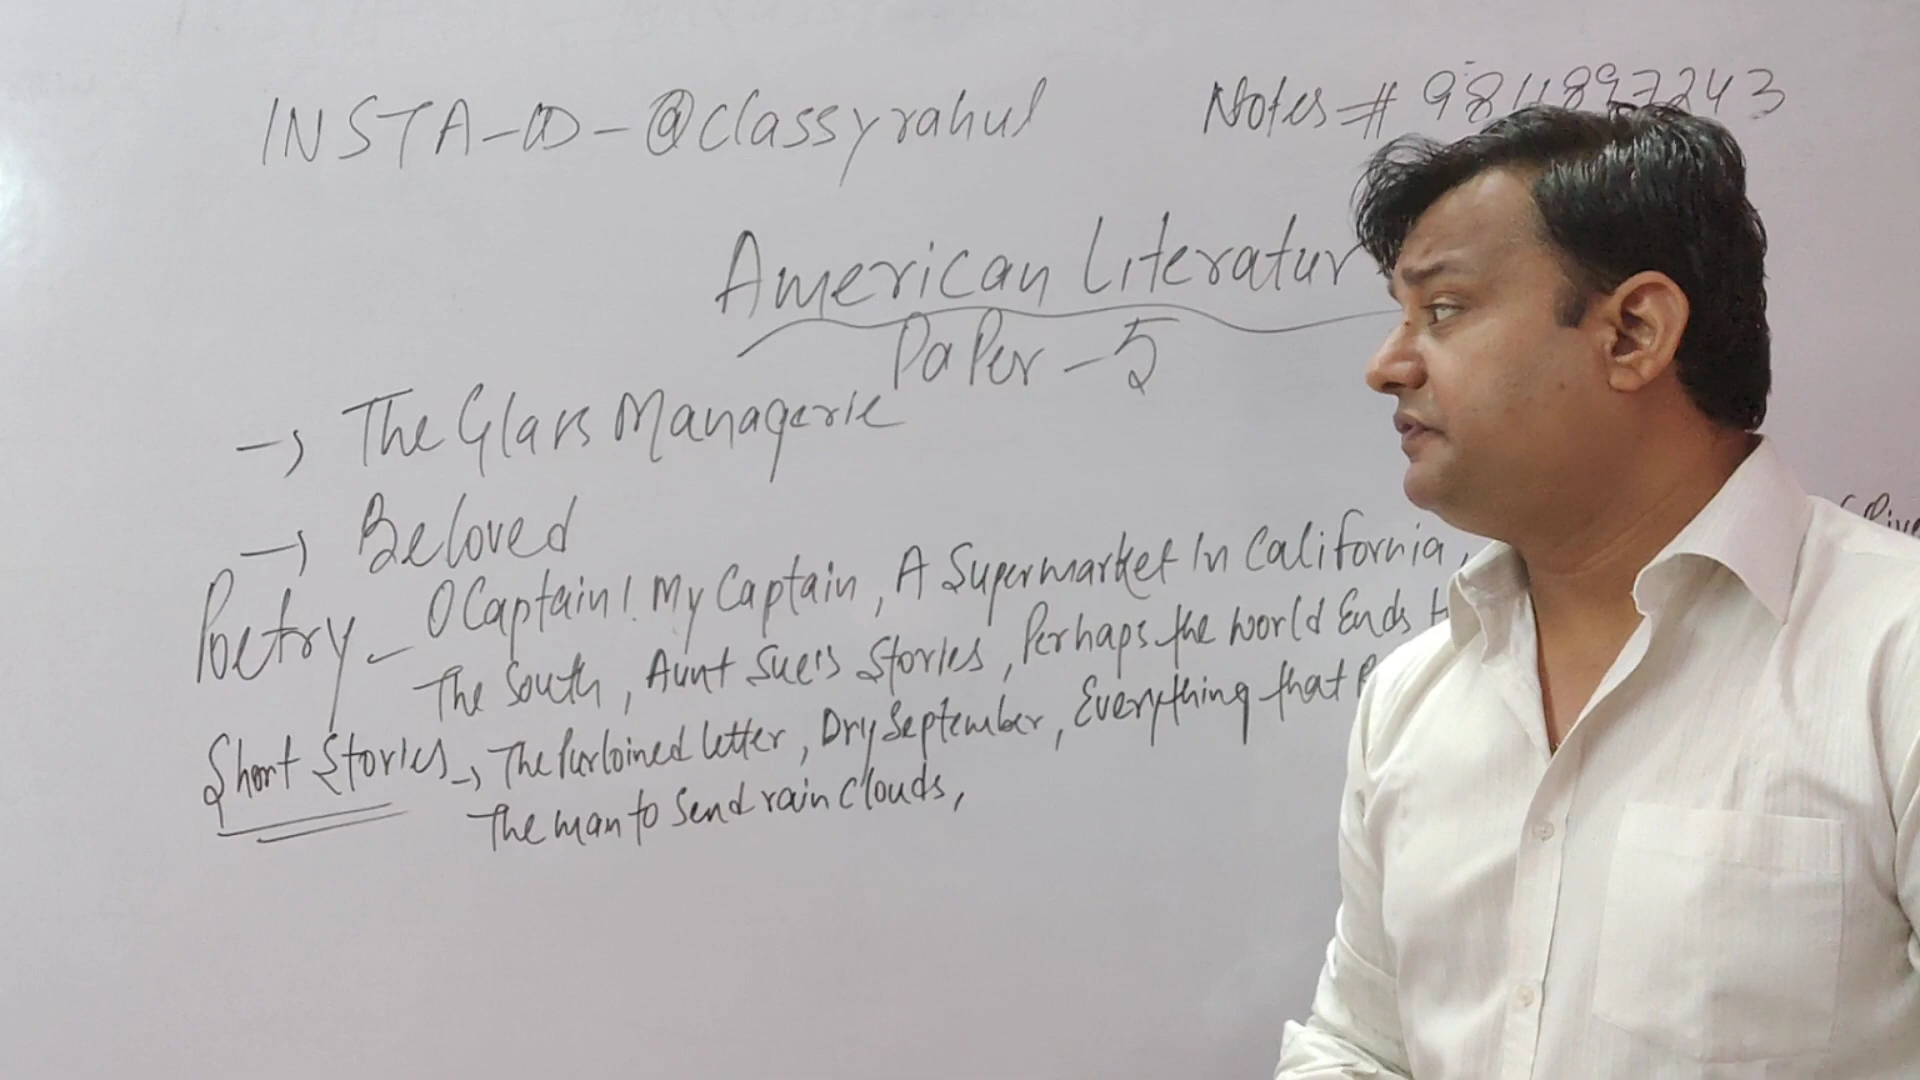 INSTA-ID-@classyrahul Notes-# 9811897243
American Literatur
PaPer-5
→ The Glass Managerie
→ Beloved
Poetry - O Captain! My Captain, A Supermarket In California,
The South, Aunt Sue's Stories, Perhaps the world Ends
Short Stories → The Purloined letter, Dry September, Everything that
The man to Send rain clouds,